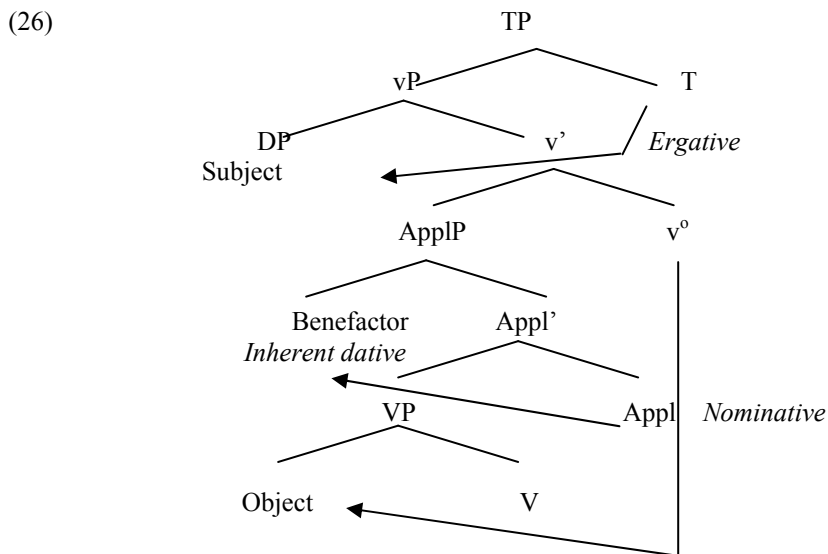 (26)
TP
vP T
DP v’ Ergative
Subject
ApplP vº
Benefactor Appl’
Inherent dative
VP Appl Nominative
Object V